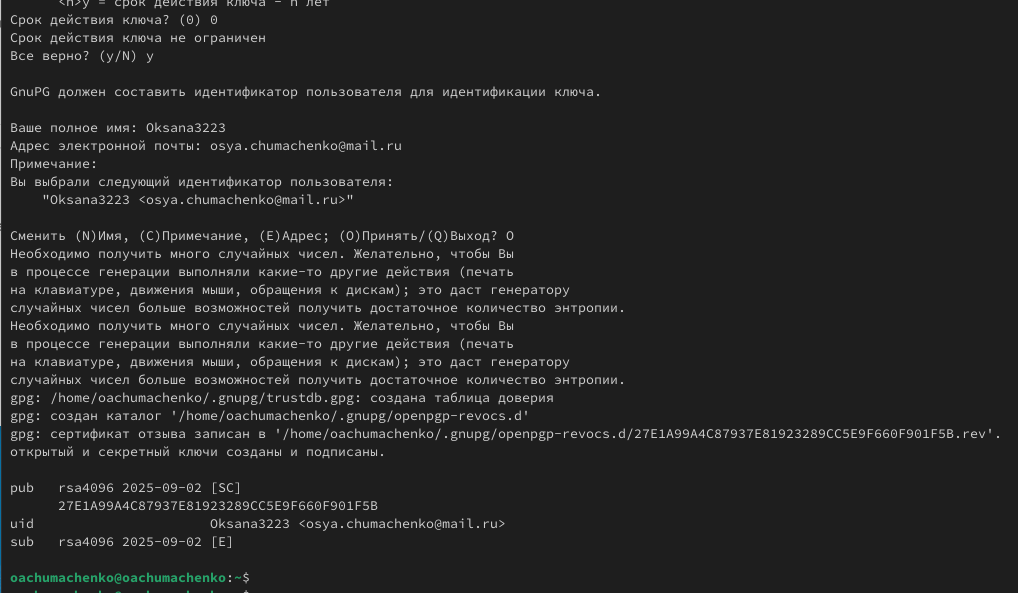 <n>y = срок действия ключа - n лет
Срок действия ключа? (0) 0
Срок действия ключа не ограничен
Все верно? (y/N) y
GnuPG должен составить идентификатор пользователя для идентификации ключа.
Ваше полное имя: Oksana3223
Адрес электронной почты: osya.chumachenko@mail.ru
Примечание:
Вы выбрали следующий идентификатор пользователя:
"Oksana3223 <osya.chumachenko@mail.ru>"
Сменить (N)Имя, (C)Примечание, (E)Адрес; (O)Принять/(Q)Выход? O
Необходимо получить много случайных чисел. Желательно, чтобы Вы
в процессе генерации выполняли какие-то другие действия (печать
на клавиатуре, движения мыши, обращения к дискам); это даст генератору
случайных чисел больше возможностей получить достаточное количество энтропии.
Необходимо получить много случайных чисел. Желательно, чтобы Вы
в процессе генерации выполняли какие-то другие действия (печать
на клавиатуре, движения мыши, обращения к дискам); это даст генератору
случайных чисел больше возможностей получить достаточное количество энтропии.
gpg: /home/oachumachenko/.gnupg/trustdb.gpg: создана таблица доверия
gpg: создан каталог '/home/oachumachenko/.gnupg/openpgp-revocs.d'
gpg: сертификат отзыва записан в '/home/oachumachenko/.gnupg/openpgp-revocs.d/27E1A99A4C87937E81923289CC5E9F660F901F5B.rev'.
открытый и секретный ключи созданы и подписаны.
pub   rsa4096 2025-09-02 [SC]
27E1A99A4C87937E81923289CC5E9F660F901F5B
uid                      Oksana3223 <osya.chumachenko@mail.ru>
sub   rsa4096 2025-09-02 [E]
oachumachenko@oachumachenko:~$